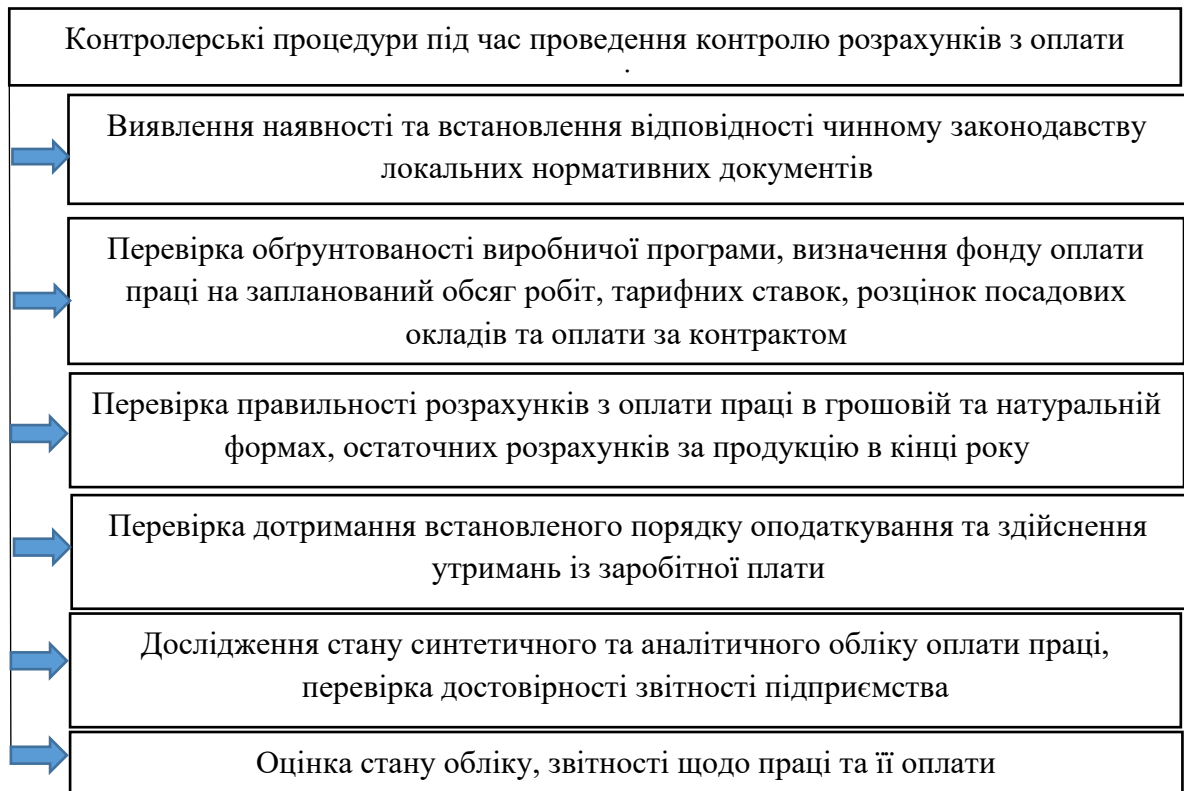 Контролерські процедури під час проведення контролю розрахунків з оплати
.
Виявлення наявності та встановлення відповідності чинному законодавству
локальних нормативних документів
Перевірка обґрунтованості виробничої програми, визначення фонду оплати
праці на запланований обсяг робіт, тарифних ставок, розцінок посадових
окладів та оплати за контрактом
Перевірка правильності розрахунків з оплати праці в грошовій та натуральній
формах, остаточних розрахунків за продукцію в кінці року
Перевірка дотримання встановленого порядку оподаткування та здійснення
утримань із заробітної плати
Дослідження стану синтетичного та аналітичного обліку оплати праці,
перевірка достовірності звітності підприємства
Оцінка стану обліку, звітності щодо праці та її оплати